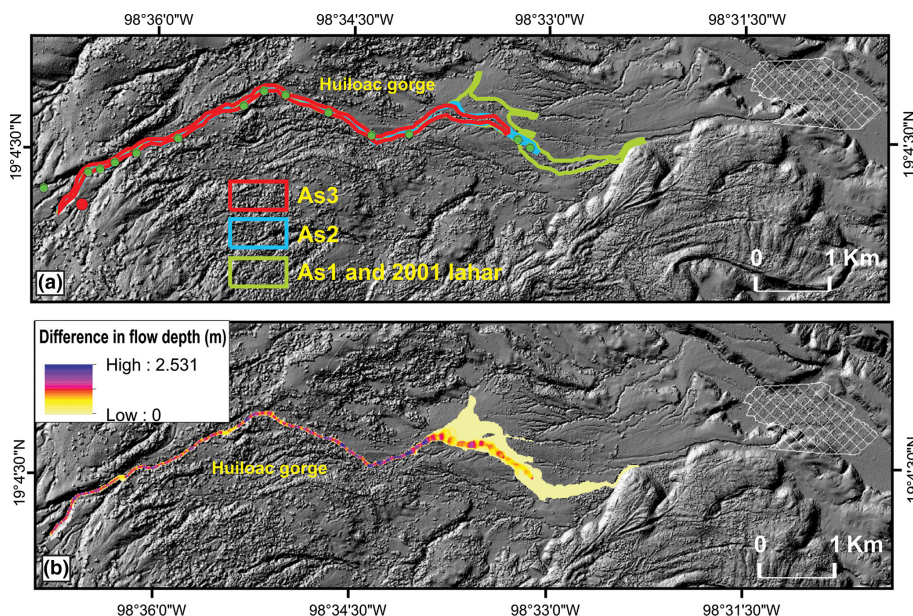 98°36'0"W 98°34'30"W 98°33'0"W 98°31'30"W
(a)
Huiloac gorge
19°4'30"N
19°4'30"N
As3
As2
As1 and 2001 lahar
0 1 Km
(b)
Difference in flow depth (m)
High : 2.531
Low : 0
Huiloac gorge
19°4'30"N
19°4'30"N
0 1 Km
98°36'0"W 98°34'30"W 98°33'0"W 98°31'30"W